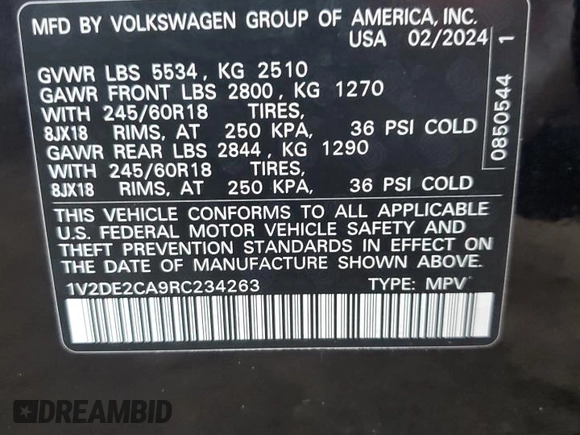 MFD BY VOLKSWAGEN GROUP OF AMERICA, INC.
USA 02/2024
GVWR LBS 5534, KG 2510
GAWR FRONT LBS 2800, KG 1270
WITH 245/60R18 TIRES,
8JX18 RIMS, AT 250 KPA, 36 PSI COLD
GAWR REAR LBS 2844, KG 1290
WITH 245/60R18 TIRES,
8JX18 RIMS, AT 250 KPA, 36 PSI COLD
THIS VEHICLE CONFORMS TO ALL APPLICABLE
U.S. FEDERAL MOTOR VEHICLE SAFETY AND
THEFT PREVENTION STANDARDS IN EFFECT ON
THE DATE OF MANUFACTURE SHOWN ABOVE.
1V2DE2CA9RC234263 TYPE: MPV
0850544 1
DREAMBID